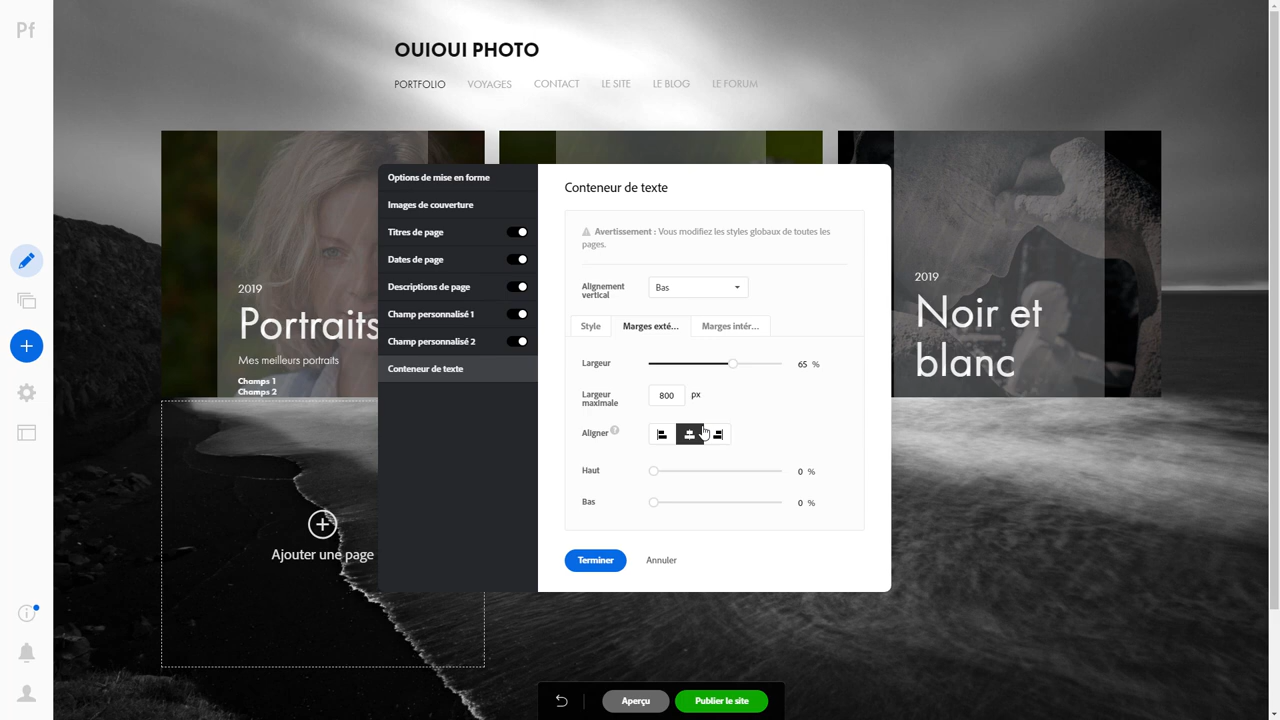 Pf
OUIOUI PHOTO
PORTFOLIO VOYAGES CONTACT LE SITE LE BLOG LE FORUM
2019
Portraits
Mes meilleurs portraits
Champs 1
Champs 2
Ajouter une page
Options de mise en forme
Images de couverture
Titres de page
Dates de page
Descriptions de page
Champ personnalisé 1
Champ personnalisé 2
Conteneur de texte
Conteneur de texte
Avertissement : Vous modifiez les styles globaux de toutes les
pages.
Alignement
vertical
Bas
Style Marges exté... Marges intér...
Largeur 65 %
Largeur
maximale
800 px
Aligner ?
Haut 0 %
Bas 0 %
Terminer Annuler
2019
Noir et
blanc
Aperçu Publier le site